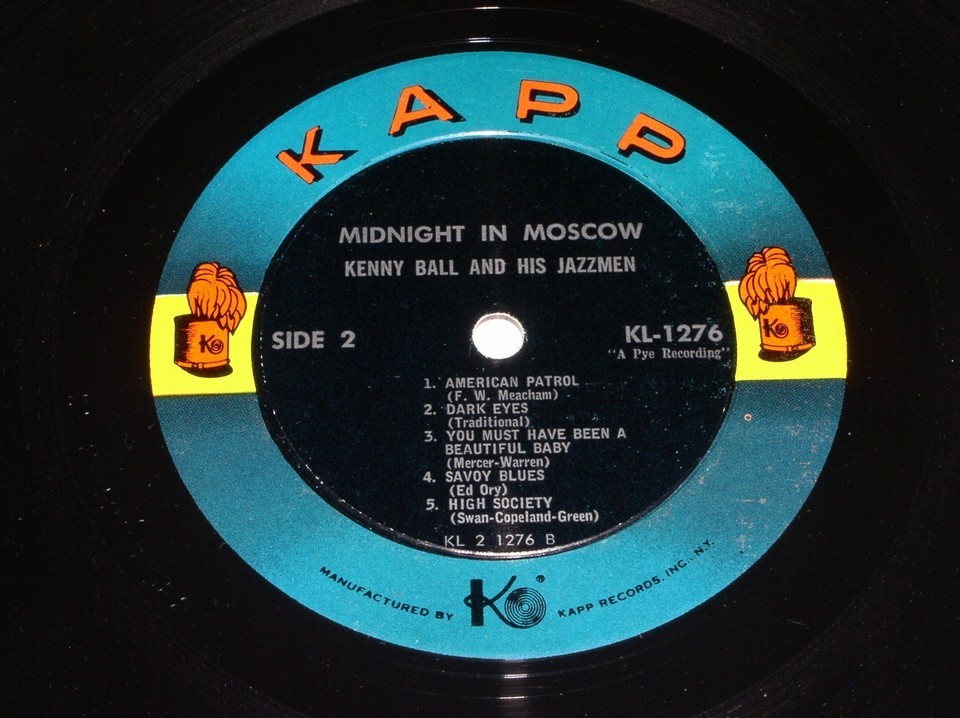 KAPP
MIDNIGHT IN MOSCOW
KENNY BALL AND HIS JAZZMEN
SIDE 2
KL-1276
"A Pye Recording"
1. AMERICAN PATROL
(F. W. Meacham)
2. DARK EYES
(Traditional)
3. YOU MUST HAVE BEEN A
BEAUTIFUL BABY
(Mercer-Warren)
4. SAVOY BLUES
(Ed Ory)
5. HIGH SOCIETY
(Swan-Copeland-Green)
KL 2 1276 B
K
K
MANUFACTURED BY K ® KAPP RECORDS, INC., N.Y.